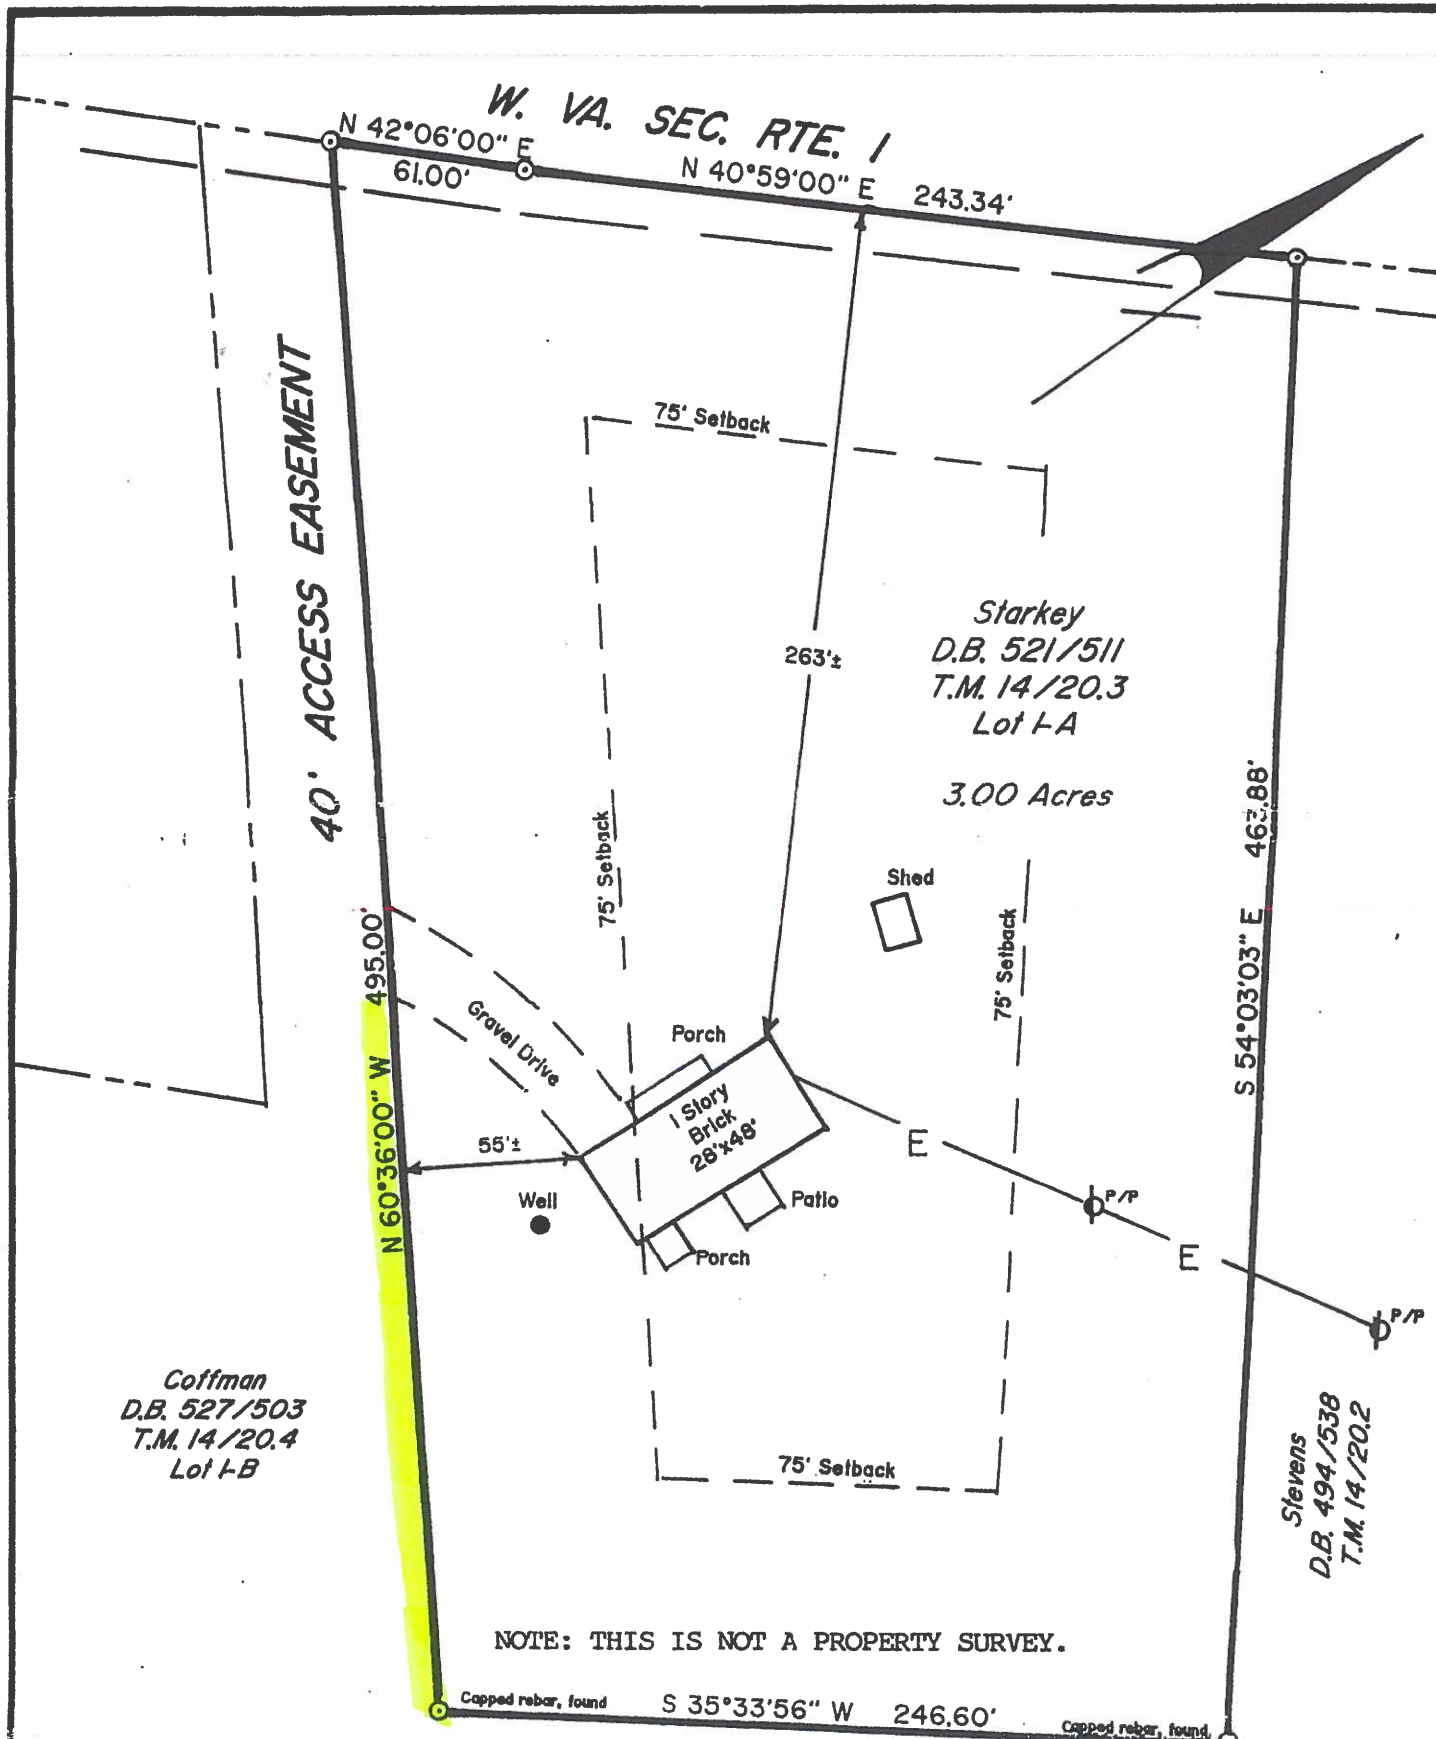 W. VA. SEC. RTE. 1
N 42°06'00" E
61.00'
N 40°59'00" E 243.34'
40' ACCESS EASEMENT
75' Setback
263'±
Starkey
D.B. 521/511
T.M. 14/20.3
Lot 1-A
3.00 Acres
75' Setback
Shed
75' Setback
S 54°03'03" E 463.88'
N 60°36'00" W 495.00'
Gravel Drive
Porch
1 Story
Brick
28'x48'
55'±
Well
Patio
Porch
E
P/P
E
P/P
Coffman
D.B. 527/503
T.M. 14/20.4
Lot 1-B
75' Setback
Stevens
D.B. 494/538
T.M. 14/20.2
NOTE: THIS IS NOT A PROPERTY SURVEY.
Capped rebar, found
S 35°33'56" W 246.60'
Capped rebar, found